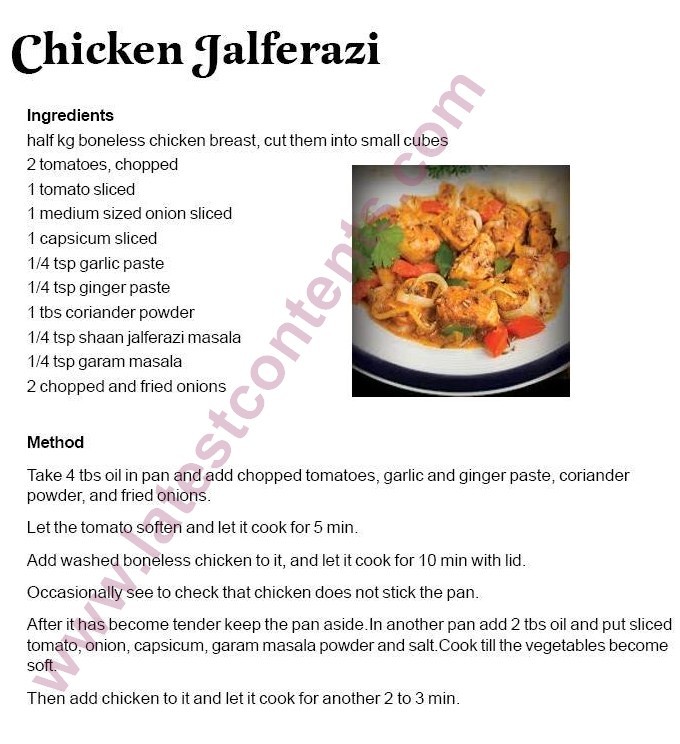 Chicken Jalferazi
Ingredients
half kg boneless chicken breast, cut them into small cubes
2 tomatoes, chopped
1 tomato sliced
1 medium sized onion sliced
1 capsicum sliced
1/4 tsp garlic paste
1/4 tsp ginger paste
1 tbs coriander powder
1/4 tsp shaan jalferazi masala
1/4 tsp garam masala
2 chopped and fried onions
Method
Take 4 tbs oil in pan and add chopped tomatoes, garlic and ginger paste, coriander
powder, and fried onions.
Let the tomato soften and let it cook for 5 min.
Add washed boneless chicken to it, and let it cook for 10 min with lid.
Occasionally see to check that chicken does not stick the pan.
After it has become tender keep the pan aside.In another pan add 2 tbs oil and put sliced
tomato, onion, capsicum, garam masala powder and salt.Cook till the vegetables become
soft.
Then add chicken to it and let it cook for another 2 to 3 min.
www.latestcontents.com